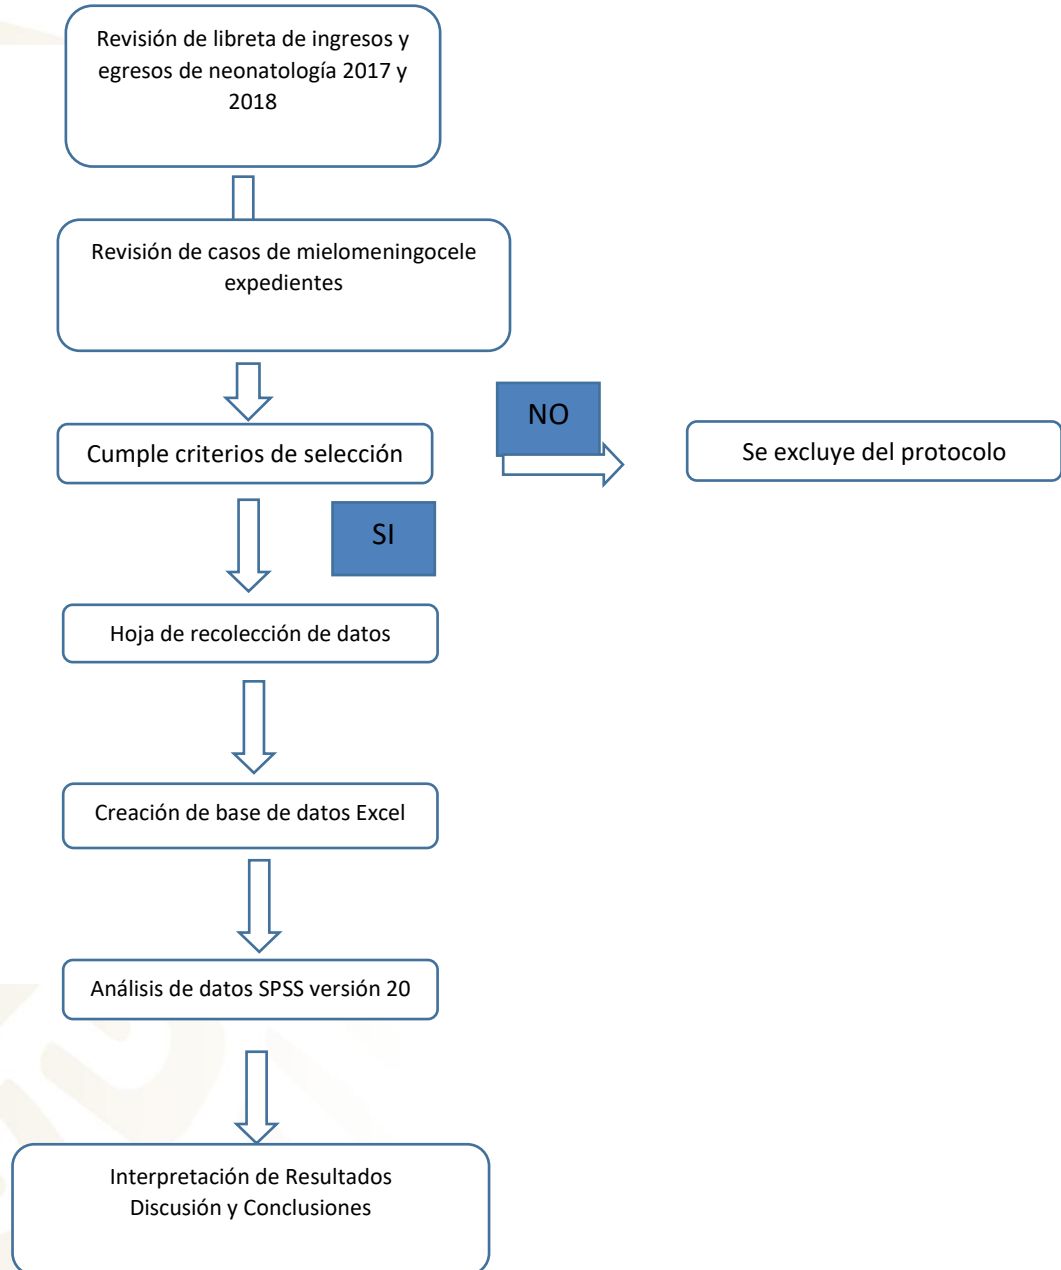 Revisión de libreta de ingresos y
egresos de neonatología 2017 y
2018
Revisión de casos de mielomeningocele
expedientes
NO
Cumple criterios de selección
Se excluye del protocolo
SI
Hoja de recolección de datos
Creación de base de datos Excel
Análisis de datos SPSS versión 20
Interpretación de Resultados
Discusión y Conclusiones